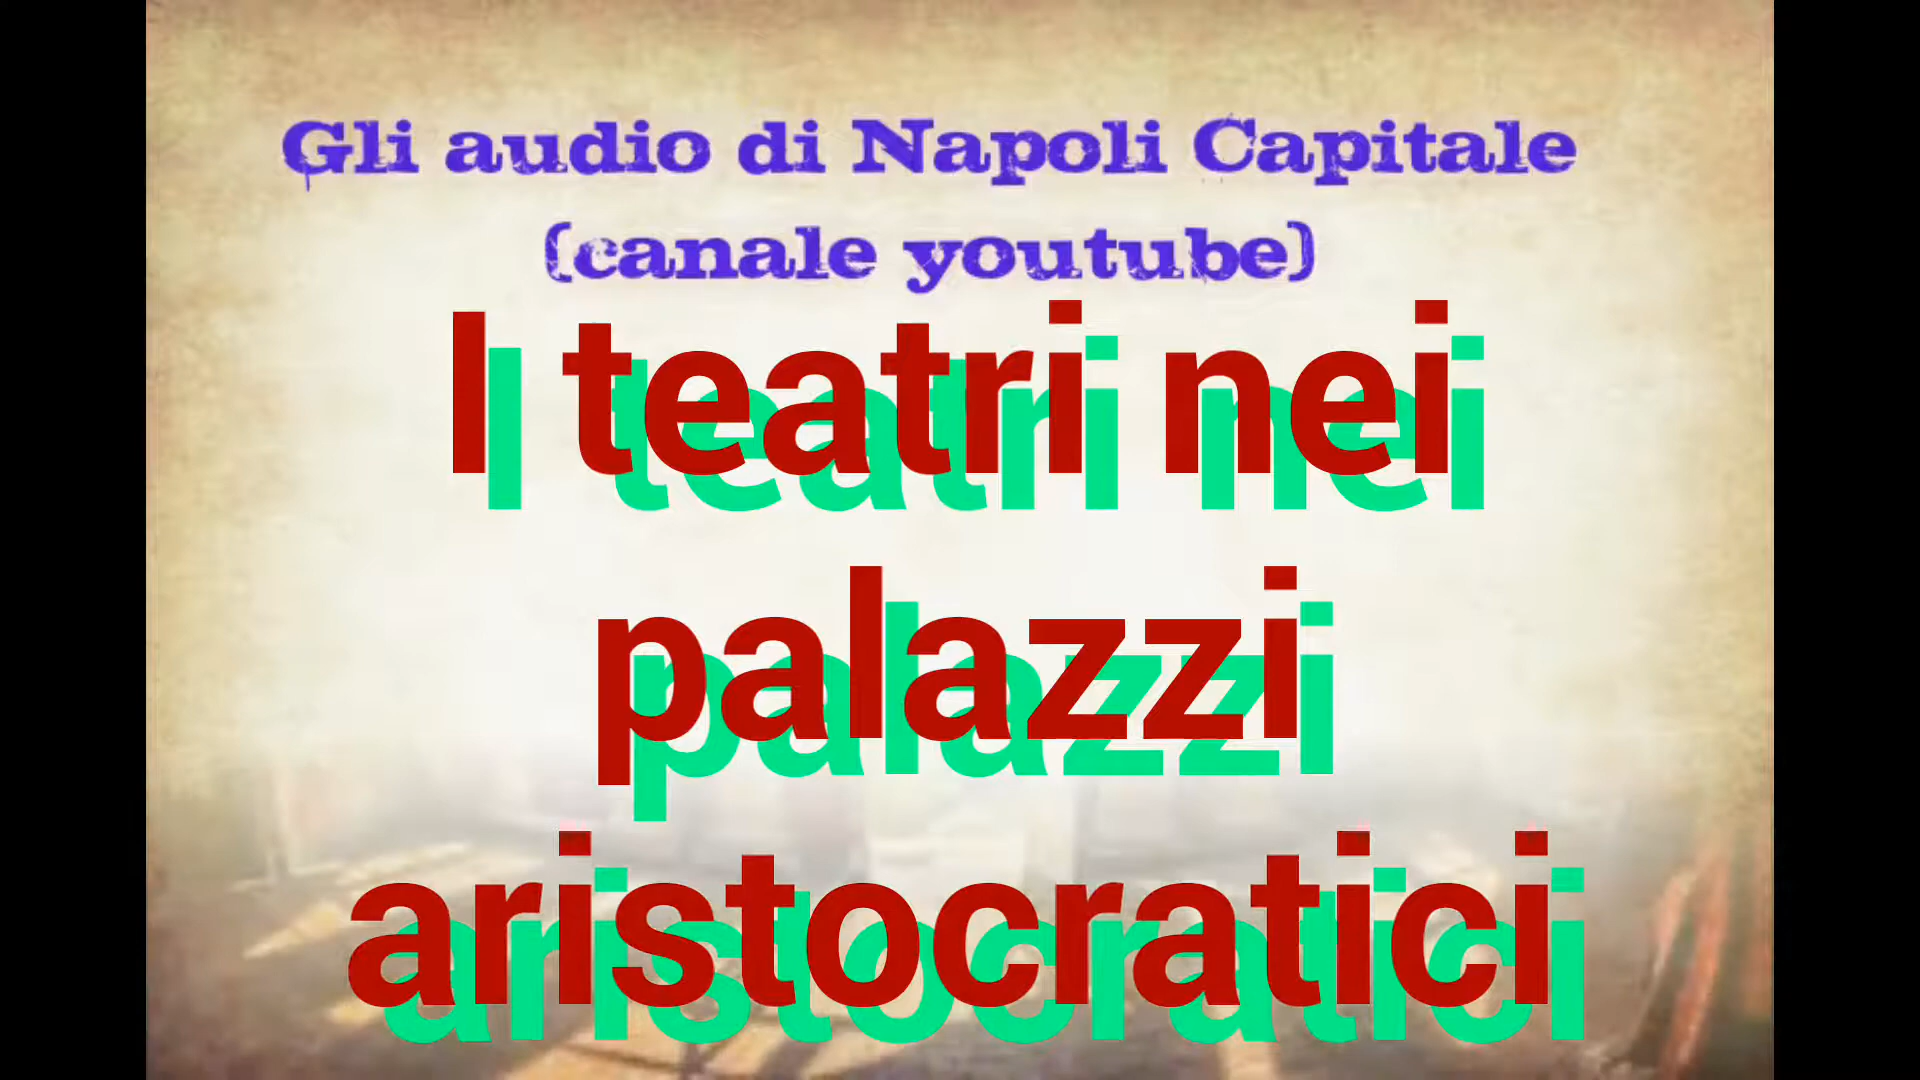 Gli audio di Napoli Capitale
(canale youtube)
I teatri nei
palazzi
aristocratici